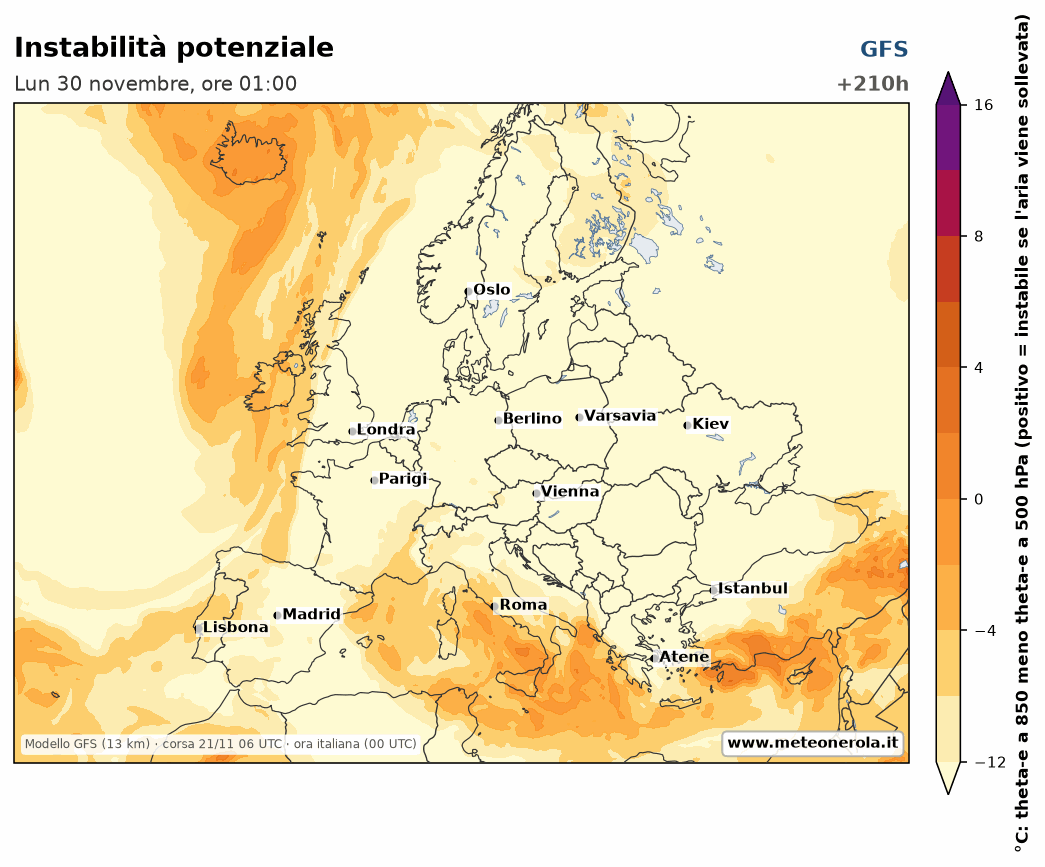 Instabilità potenziale
GFS
Lun 30 novembre, ore 01:00
+210h
Oslo
Berlino
Varsavia
Kiev
Londra
Parigi
Vienna
Istanbul
Roma
Madrid
Lisbona
Atene
Modello GFS (13 km) · corsa 21/11 06 UTC · ora italiana (00 UTC)
www.meteonerola.it
16
8
4
0
−4
−12
°C: theta-e a 850 meno theta-e a 500 hPa (positivo = instabile se l'aria viene sollevata)